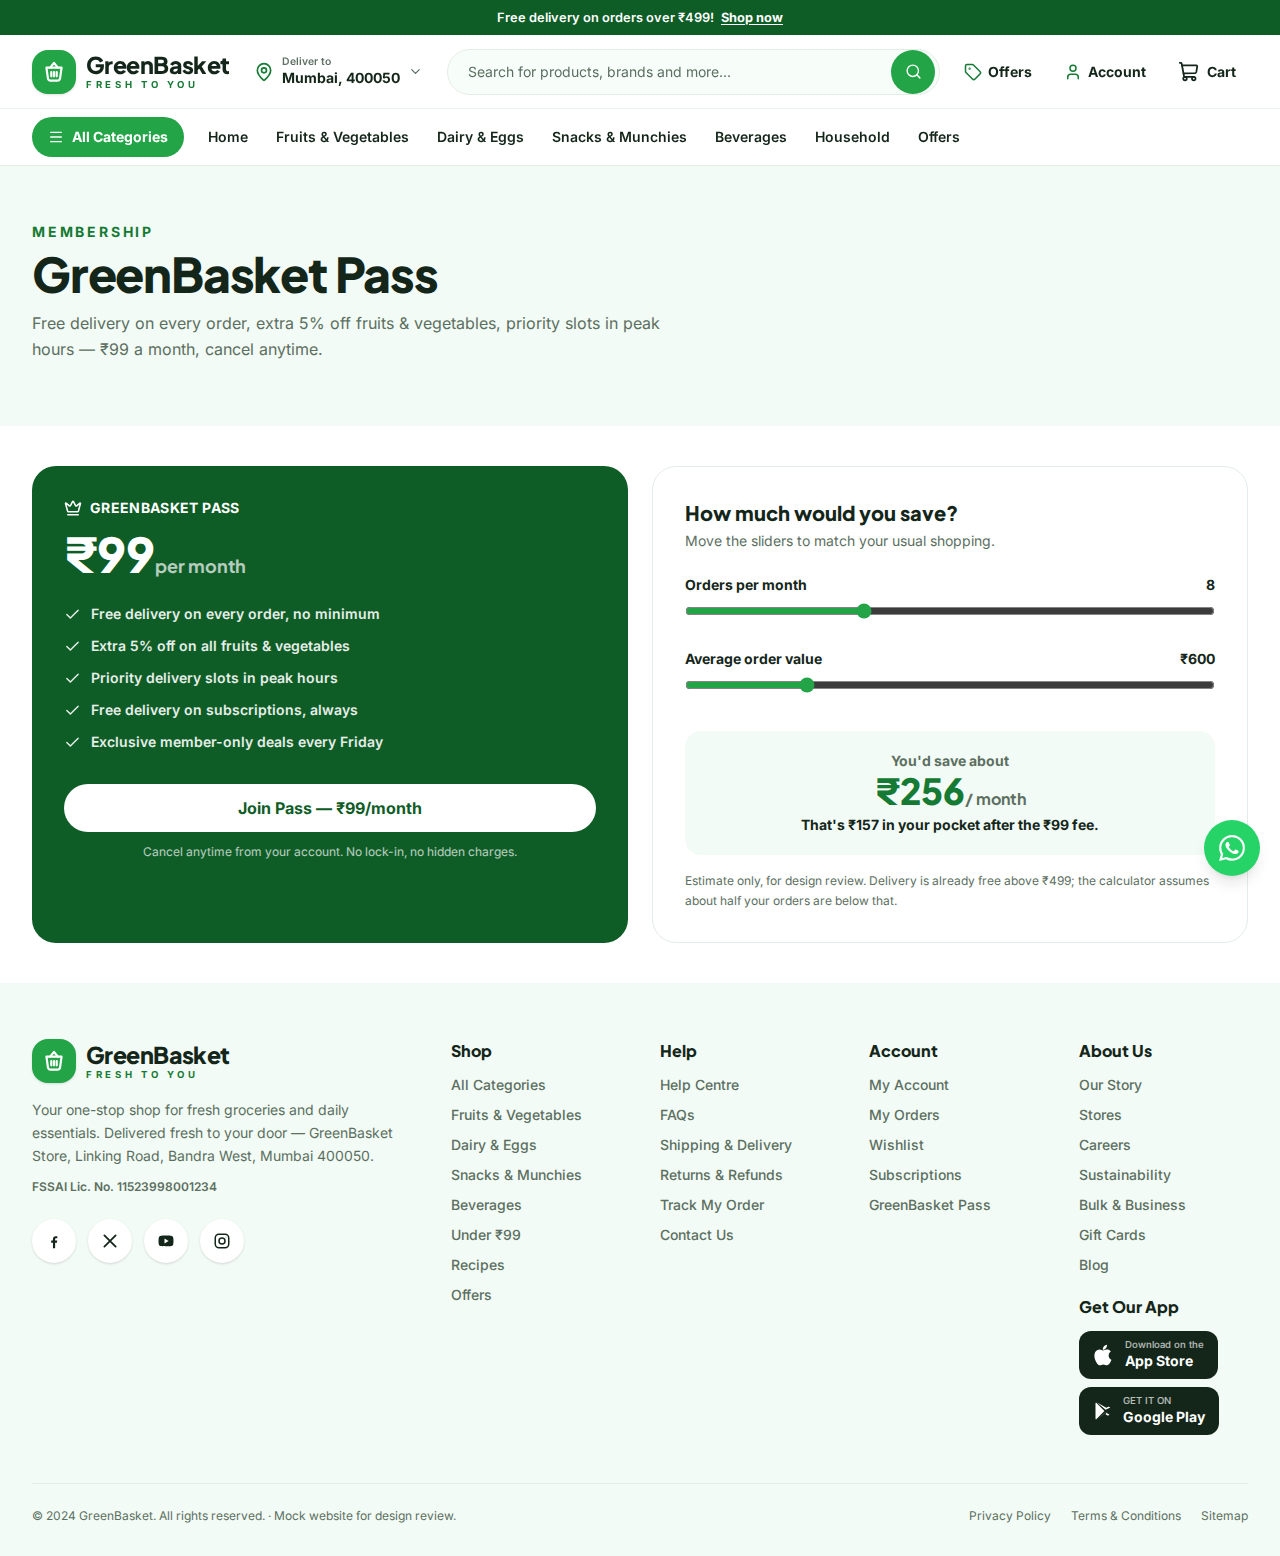 Free delivery on orders over ₹499! Shop now
GreenBasket
FRESH TO YOU
Deliver to
Mumbai, 400050
Search for products, brands and more...
Offers
Account
Cart
All Categories
Home
Fruits & Vegetables
Dairy & Eggs
Snacks & Munchies
Beverages
Household
Offers
MEMBERSHIP
GreenBasket Pass
Free delivery on every order, extra 5% off fruits & vegetables, priority slots in peak
hours — ₹99 a month, cancel anytime.
GREENBASKET PASS
₹99 per month
Free delivery on every order, no minimum
Extra 5% off on all fruits & vegetables
Priority delivery slots in peak hours
Free delivery on subscriptions, always
Exclusive member-only deals every Friday
Join Pass — ₹99/month
Cancel anytime from your account. No lock-in, no hidden charges.
How much would you save?
Move the sliders to match your usual shopping.
Orders per month 8
Average order value ₹600
You'd save about
₹256 / month
That's ₹157 in your pocket after the ₹99 fee.
Estimate only, for design review. Delivery is already free above ₹499; the calculator assumes
about half your orders are below that.
GreenBasket
FRESH TO YOU
Your one-stop shop for fresh groceries and daily
essentials. Delivered fresh to your door — GreenBasket
Store, Linking Road, Bandra West, Mumbai 400050.
FSSAI Lic. No. 11523998001234
Shop
All Categories
Fruits & Vegetables
Dairy & Eggs
Snacks & Munchies
Beverages
Under ₹99
Recipes
Offers
Help
Help Centre
FAQs
Shipping & Delivery
Returns & Refunds
Track My Order
Contact Us
Account
My Account
My Orders
Wishlist
Subscriptions
GreenBasket Pass
About Us
Our Story
Stores
Careers
Sustainability
Bulk & Business
Gift Cards
Blog
Get Our App
Download on the
App Store
GET IT ON
Google Play
© 2024 GreenBasket. All rights reserved. · Mock website for design review.
Privacy Policy
Terms & Conditions
Sitemap